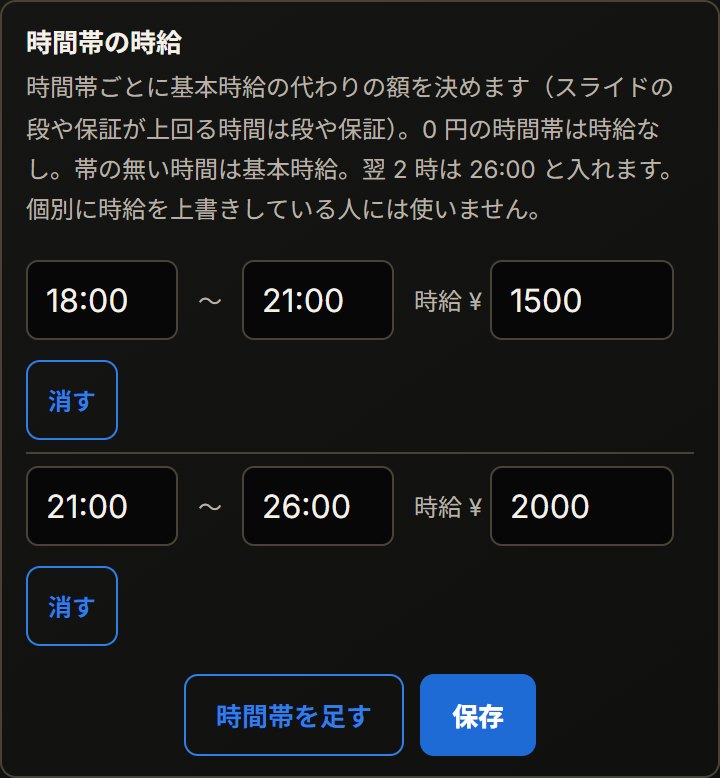 時間帯の時給
時間帯ごとに基本時給の代わりの額を決めます（スライドの
段や保証が上回る時間は段や保証）。0 円の時間帯は時給な
し。帯の無い時間は基本時給。翌 2 時は 26:00 と入れます。
個別に時給を上書きしている人には使いません。
18:00 ～ 21:00 時給 ¥ 1500
消す
21:00 ～ 26:00 時給 ¥ 2000
消す
時間帯を足す 保存